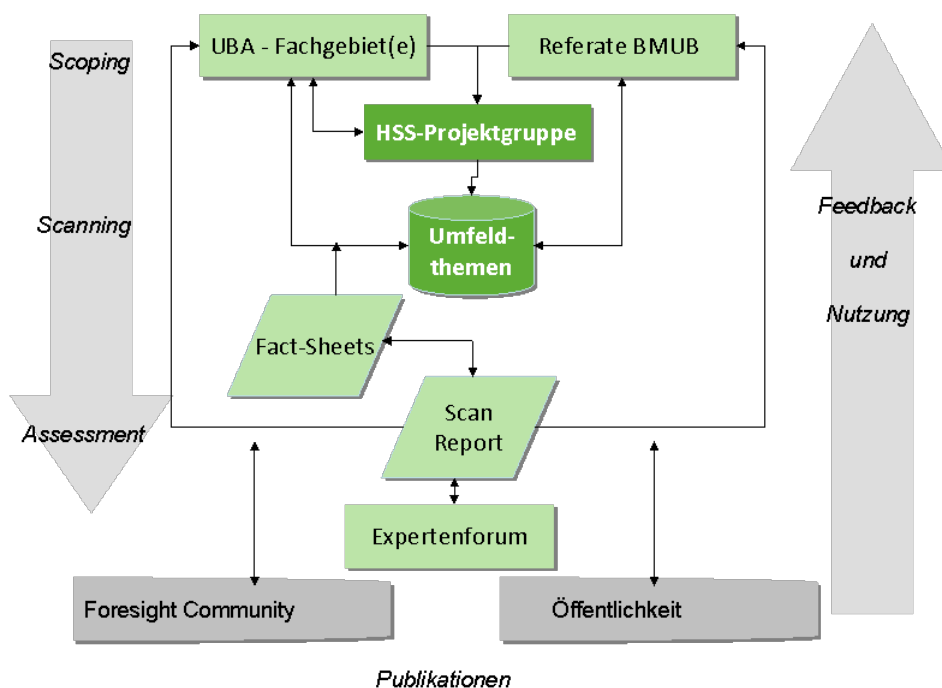 Scoping
UBA - Fachgebiet(e)
Referate BMUB
HSS-Projektgruppe
Scanning
Umfeld-
themen
Feedback
und
Nutzung
Fact-Sheets
Scan
Report
Assessment
Expertenforum
Foresight Community
Öffentlichkeit
Publikationen